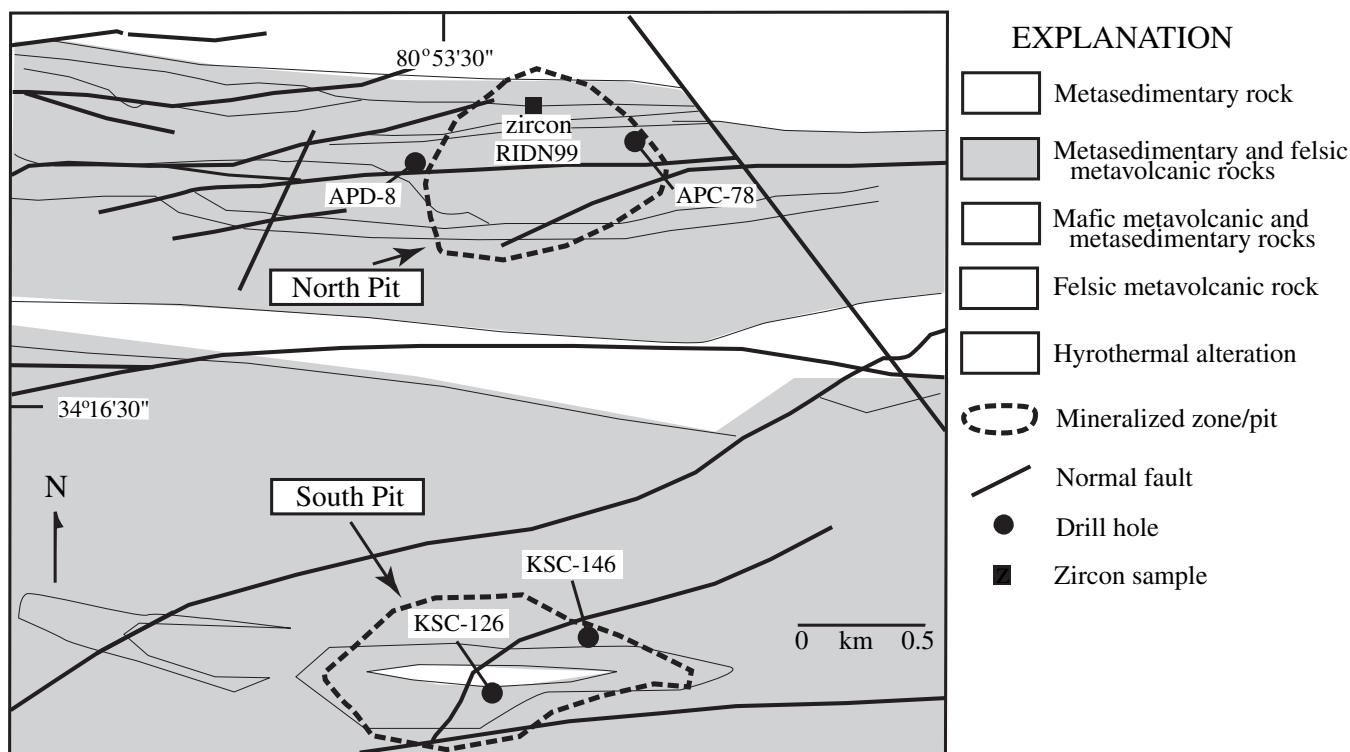 80°53'30"
zircon
RIDN99
APD-8
APC-78
North Pit
34°16'30"
N
South Pit
KSC-146
KSC-126
0 km 0.5
EXPLANATION
Metasedimentary rock
Metasedimentary and felsic
metavolcanic rocks
Mafic metavolcanic and
metasedimentary rocks
Felsic metavolcanic rock
Hyrothermal alteration
Mineralized zone/pit
Normal fault
Drill hole
Z
Zircon sample